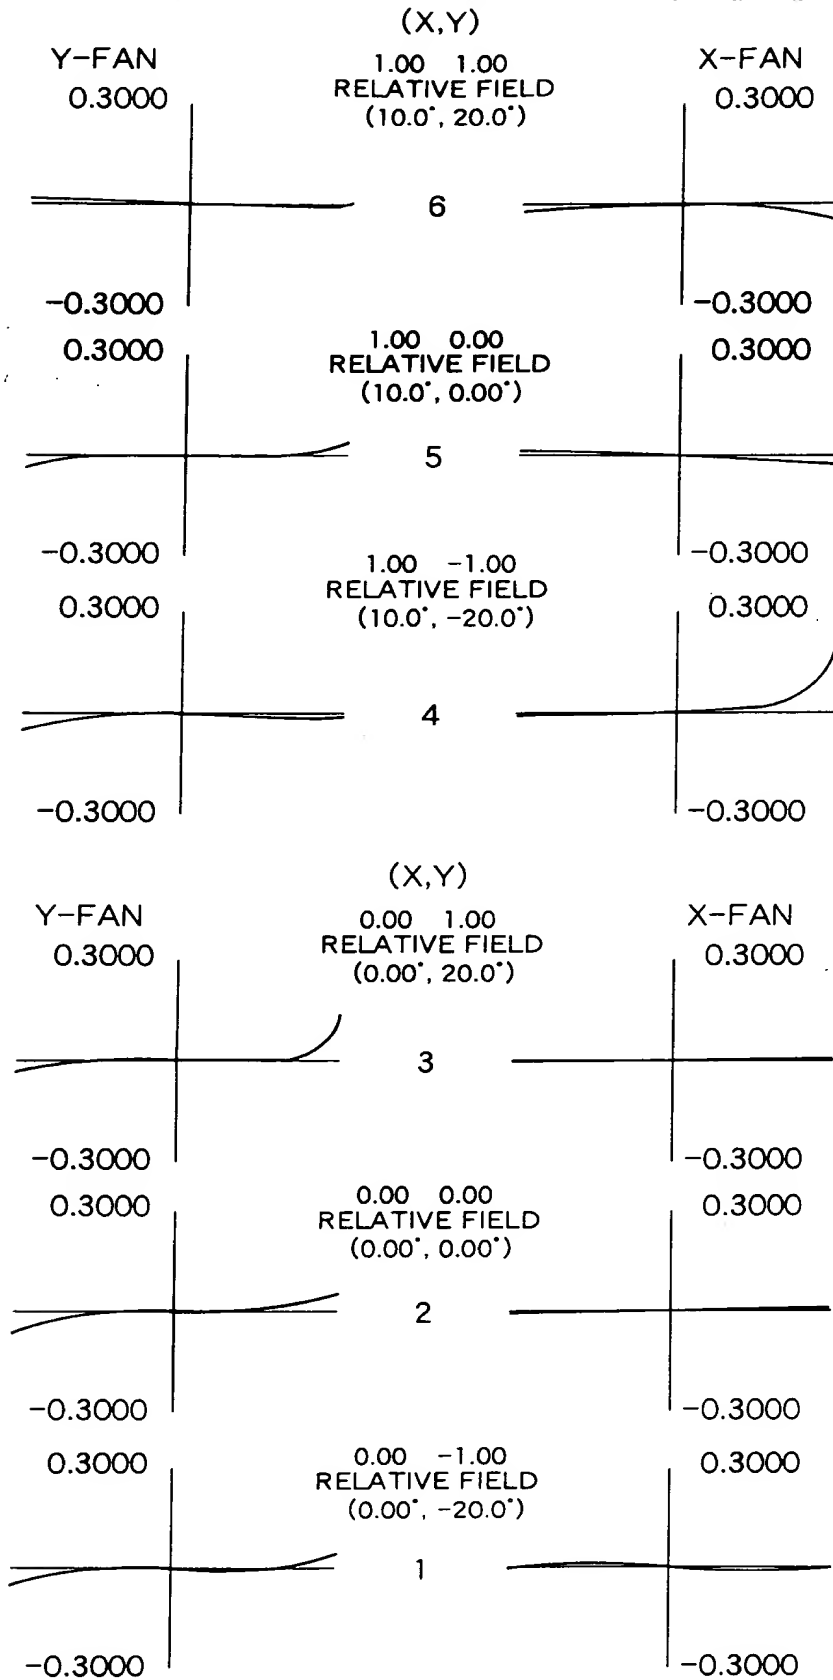 (X,Y)
Y-FAN 1.00 1.00 X-FAN
0.3000 RELATIVE FIELD 0.3000
(10.0°, 20.0°)
6
-0.3000 -0.3000
0.3000 1.00 0.00 0.3000
RELATIVE FIELD
(10.0°, 0.00°)
5
-0.3000 -0.3000
1.00 -1.00
0.3000 RELATIVE FIELD 0.3000
(10.0°, -20.0°)
4
-0.3000 -0.3000
(X,Y)
Y-FAN 0.00 1.00 X-FAN
0.3000 RELATIVE FIELD 0.3000
(0.00°, 20.0°)
3
-0.3000 -0.3000
0.3000 0.00 0.00 0.3000
RELATIVE FIELD
(0.00°, 0.00°)
2
-0.3000 -0.3000
0.3000 0.00 -1.00 0.3000
RELATIVE FIELD
(0.00°, -20.0°)
1
-0.3000 -0.3000